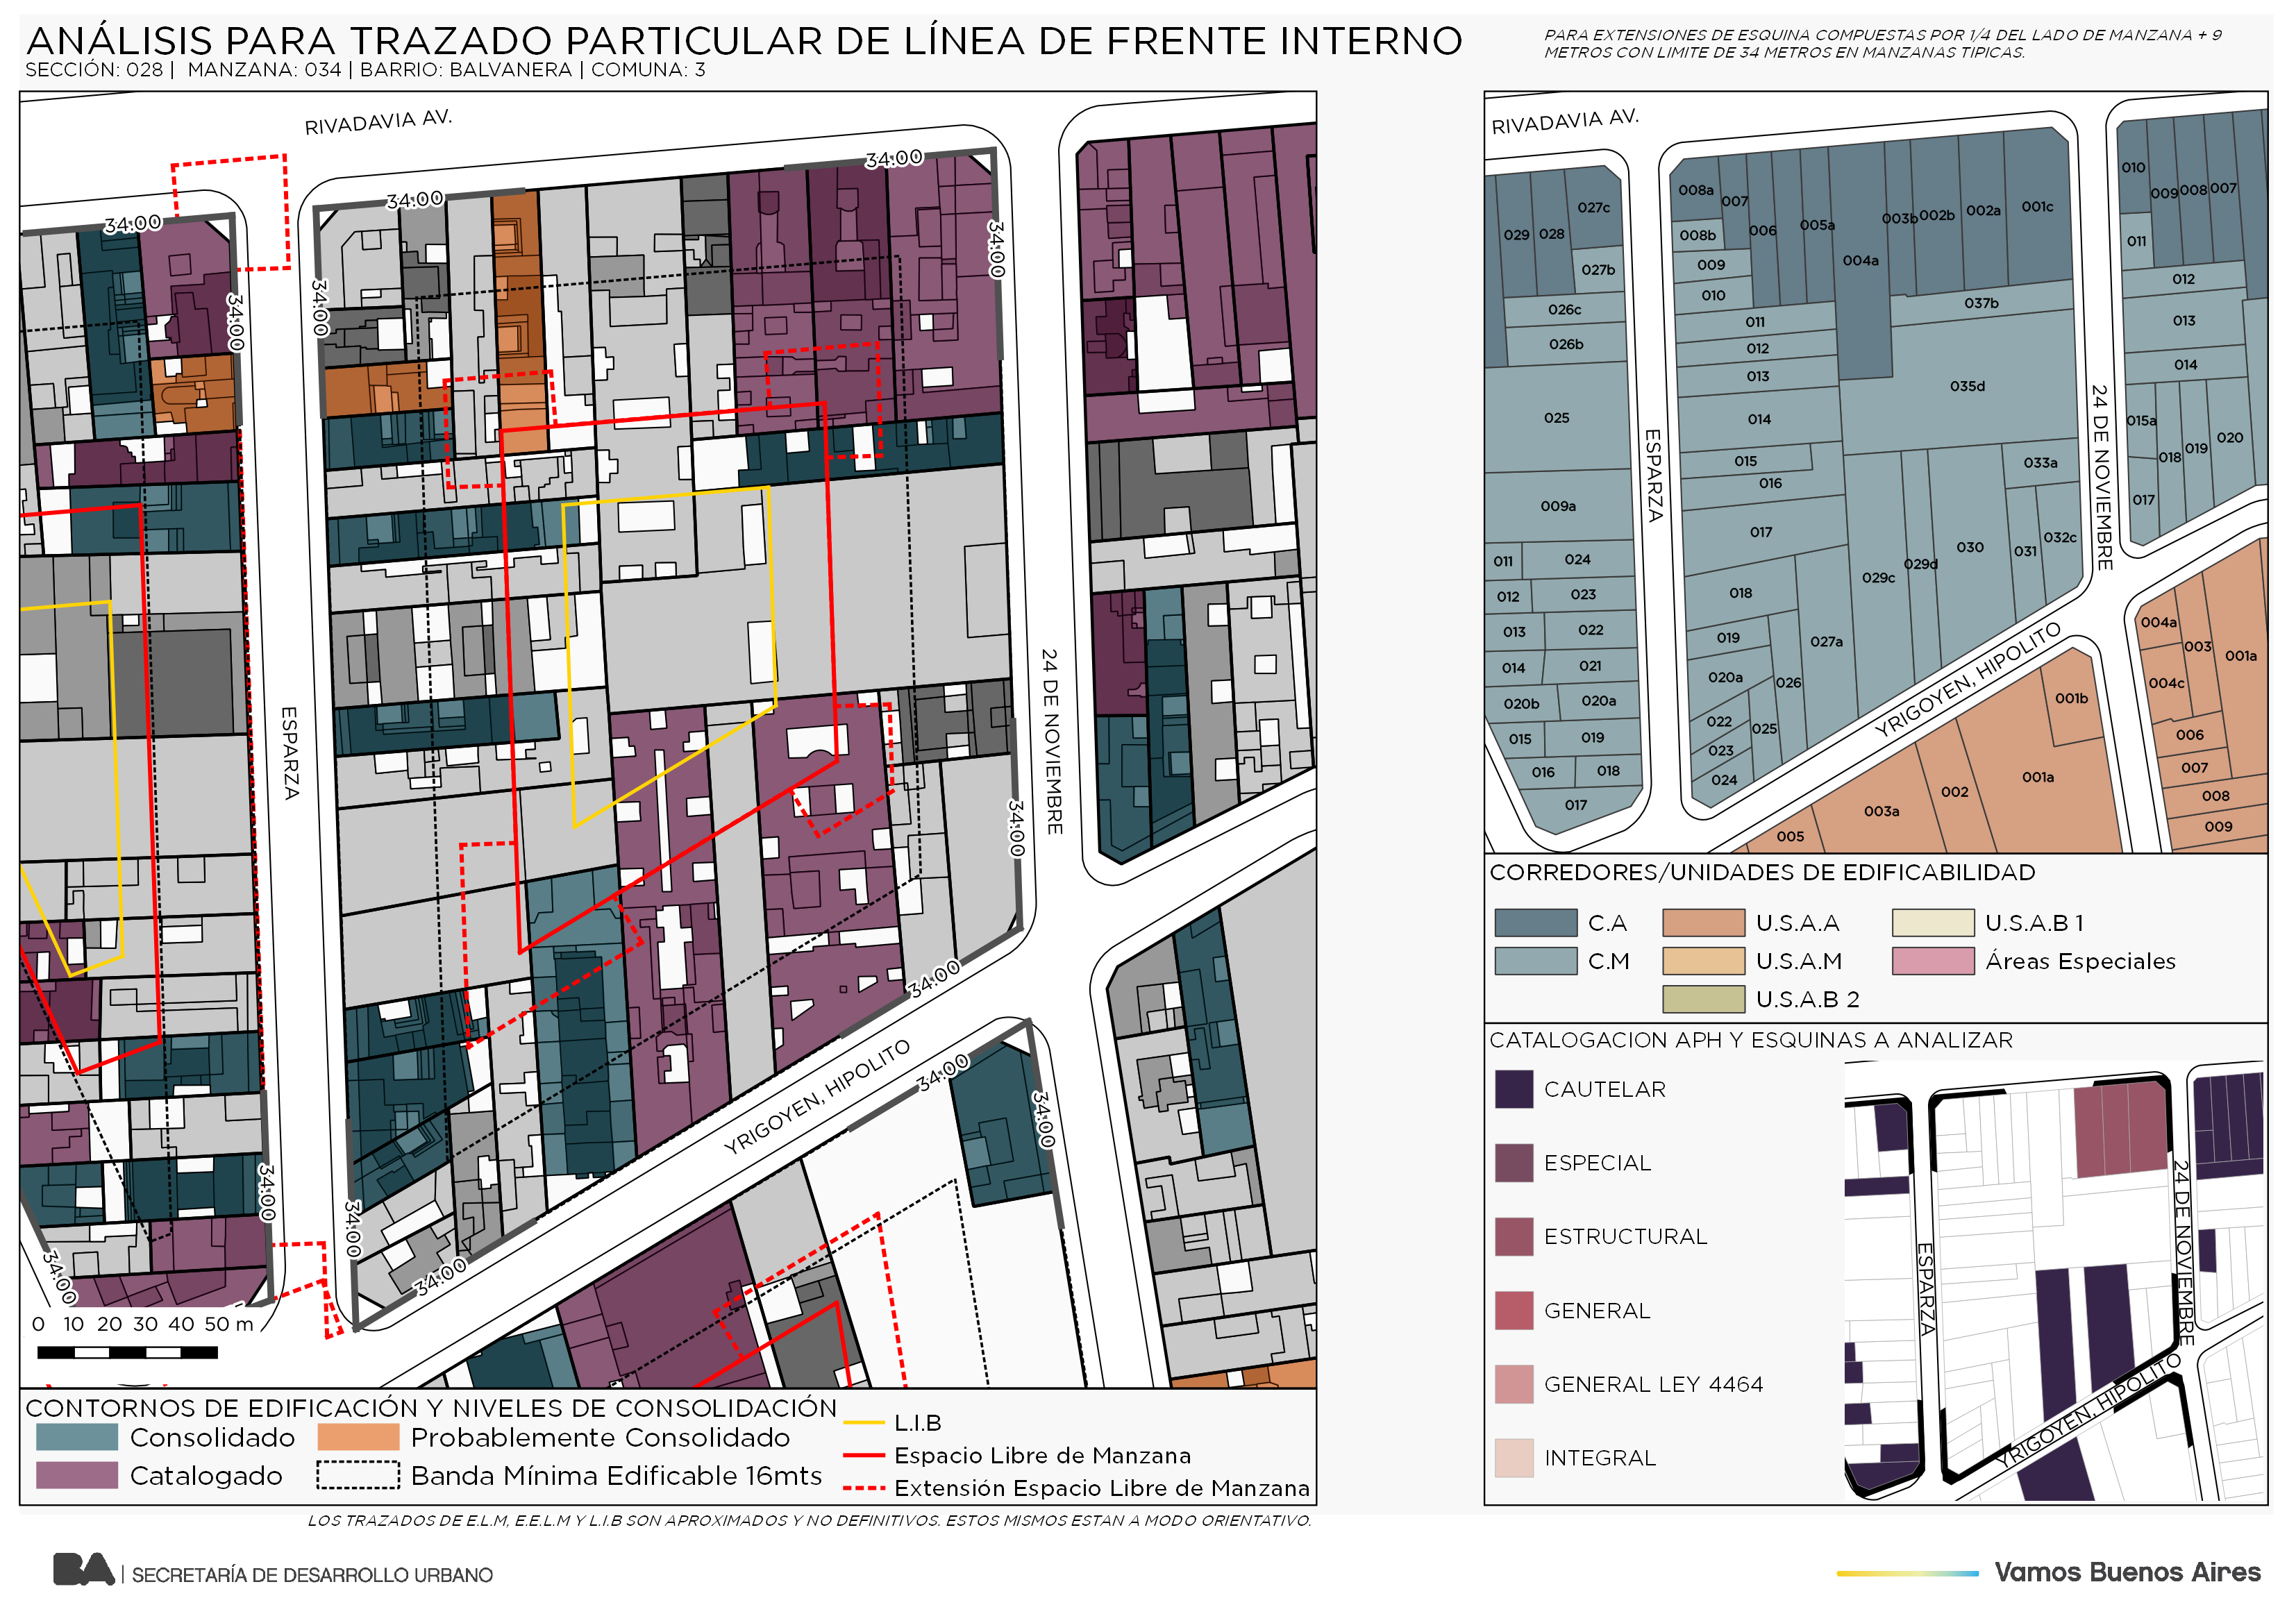 ANÁLISIS PARA TRAZADO PARTICULAR DE LÍNEA DE FRENTE INTERNO
SECCIÓN: 028 | MANZANA: 034 | BARRIO: BALVANERA | COMUNA: 3
PARA EXTENSIONES DE ESQUINA COMPUESTAS POR 1/4 DEL LADO DE MANZANA + 9
METROS CON LIMITE DE 34 METROS EN MANZANAS TIPICAS.
RIVADAVIA AV.
34.00
34.00
34.00
34.00
34.00
34.00
ESPARZA
24 DE NOVIEMBRE
34.00
34.00
YRIGOYEN, HIPOLITO
34.00
34.00
34.00
34.00
34.00
34.00
0 10 20 30 40 50 m
CONTORNOS DE EDIFICACIÓN Y NIVELES DE CONSOLIDACIÓN
Consolidado
Probablemente Consolidado
Catalogado
Banda Mínima Edificable 16mts
L.I.B
Espacio Libre de Manzana
Extensión Espacio Libre de Manzana
LOS TRAZADOS DE E.L.M, E.E.L.M Y L.I.B SON APROXIMADOS Y NO DEFINITIVOS. ESTOS MISMOS ESTAN A MODO ORIENTATIVO.
RIVADAVIA AV.
029
028
027c
027b
026c
026b
025
009a
011
024
012
023
013
022
014
021
020b
020a
015
019
016
018
017
ESPARZA
008a
007
006
005a
004a
003b
002b
002a
001c
008b
009
010
011
012
013
014
015
016
017
018
019
020a
022
023
024
025
026
027a
029c
029d
030
031
032c
033a
035d
037b
24 DE NOVIEMBRE
YRIGOYEN, HIPOLITO
010
009
008
007
011
012
013
014
015a
017
018
019
020
004a
003
001a
004c
006
007
008
009
001b
001a
002
003a
005
CORREDORES/UNIDADES DE EDIFICABILIDAD
C.A
U.S.A.A
U.S.A.B 1
C.M
U.S.A.M
Áreas Especiales
U.S.A.B 2
CATALOGACION APH Y ESQUINAS A ANALIZAR
CAUTELAR
ESPECIAL
ESTRUCTURAL
GENERAL
GENERAL LEY 4464
INTEGRAL
ESPARZA
24 DE NOVIEMBRE
YRIGOYEN, HIPOLITO
BA | SECRETARÍA DE DESARROLLO URBANO
Vamos Buenos Aires